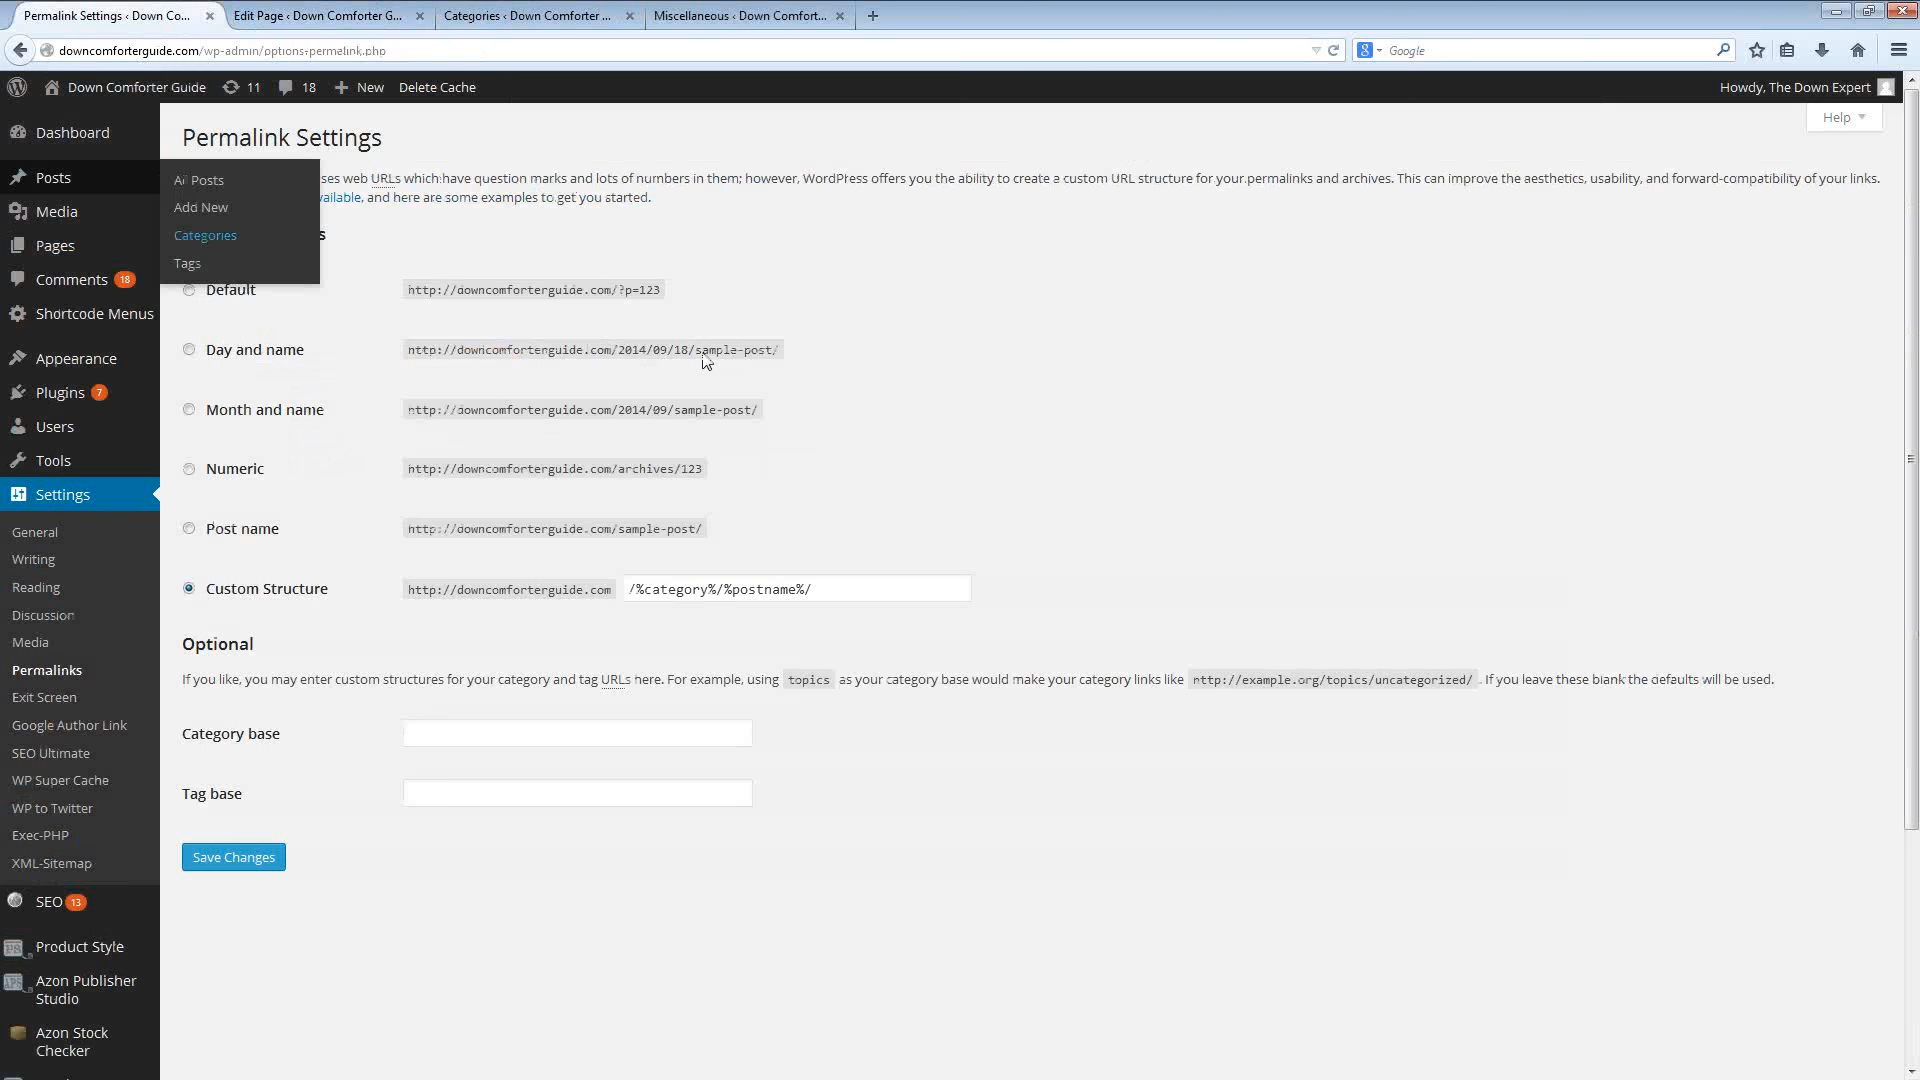 Permalink Settings ‹ Down Co... × Edit Page ‹ Down Comforter G... × Categories ‹ Down Comforter ... × Miscellaneous ‹ Down Comfort... × +
downcomforterguide.com/wp-admin/options-permalink.php
Google
Down Comforter Guide 11 18 + New Delete Cache
Howdy, The Down Expert
Help
Dashboard
Posts
Media
Pages
Comments 18
Shortcode Menus
Appearance
Plugins 7
Users
Tools
Settings
General
Writing
Reading
Discussion
Media
Permalinks
Exit Screen
Google Author Link
SEO Ultimate
WP Super Cache
WP to Twitter
Exec-PHP
XML-Sitemap
SEO 13
Product Style
Azon Publisher
Studio
Azon Stock
Checker
All Posts
Add New
Categories
Tags
Permalink Settings
ses web URLs which have question marks and lots of numbers in them; however, WordPress offers you the ability to create a custom URL structure for your permalinks and archives. This can improve the aesthetics, usability, and forward-compatibility of your links.
vailable, and here are some examples to get you started.
s
Default http://downcomforterguide.com/?p=123
Day and name http://downcomforterguide.com/2014/09/18/sample-post/
Month and name http://downcomforterguide.com/2014/09/sample-post/
Numeric http://downcomforterguide.com/archives/123
Post name http://downcomforterguide.com/sample-post/
Custom Structure http://downcomforterguide.com /%category%/%postname%/
Optional
If you like, you may enter custom structures for your category and tag URLs here. For example, using topics as your category base would make your category links like http://example.org/topics/uncategorized/ . If you leave these blank the defaults will be used.
Category base
Tag base
Save Changes